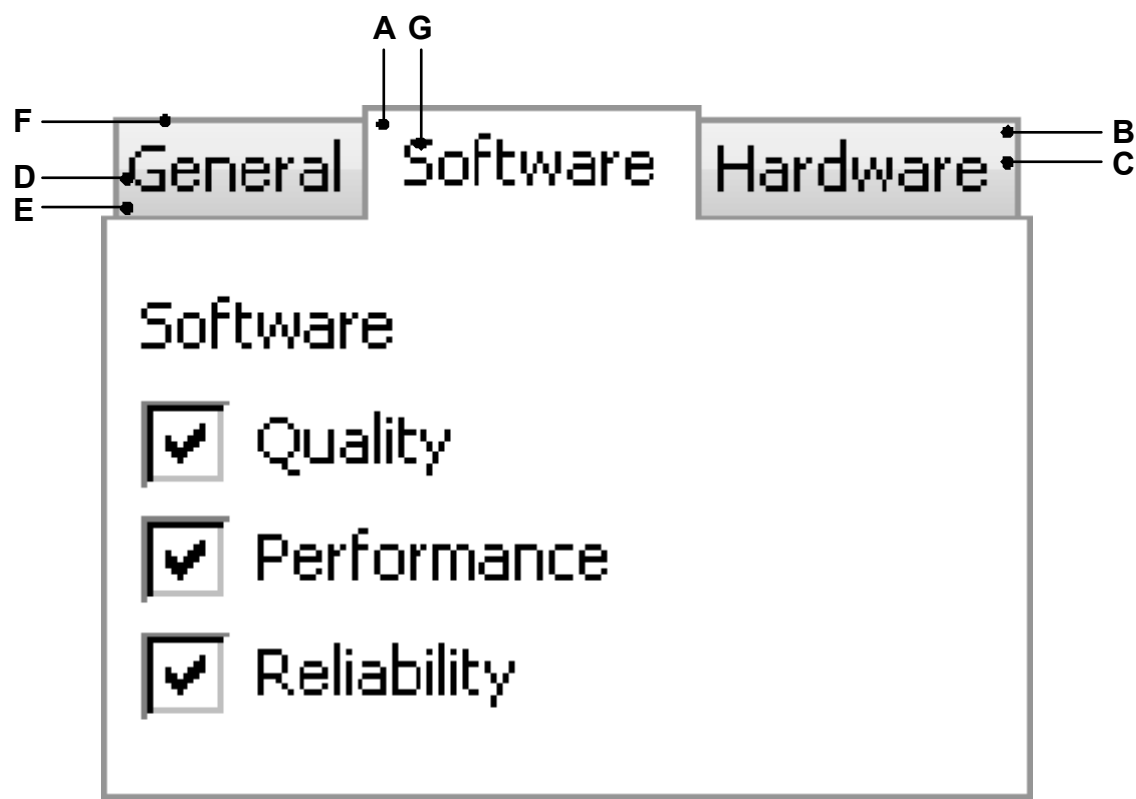 A G
F
B
General Software Hardware
C
D
E
Software
Quality
Performance
Reliability